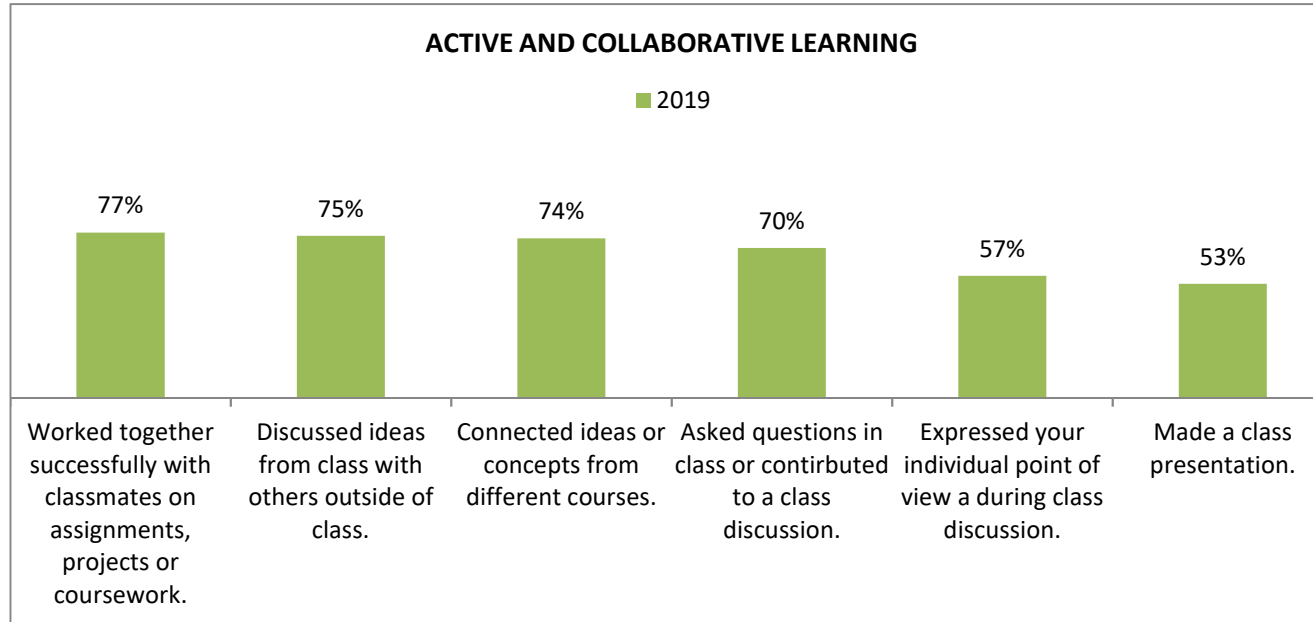 ACTIVE AND COLLABORATIVE LEARNING
2019
77%
75%
74%
70%
57%
53%
Worked together
successfully with
classmates on
assignments,
projects or
coursework.
Discussed ideas
from class with
others outside of
class.
Connected ideas or
concepts from
different courses.
Asked questions in
class or contirbuted
to a class
discussion.
Expressed your
individual point of
view a during class
discussion.
Made a class
presentation.